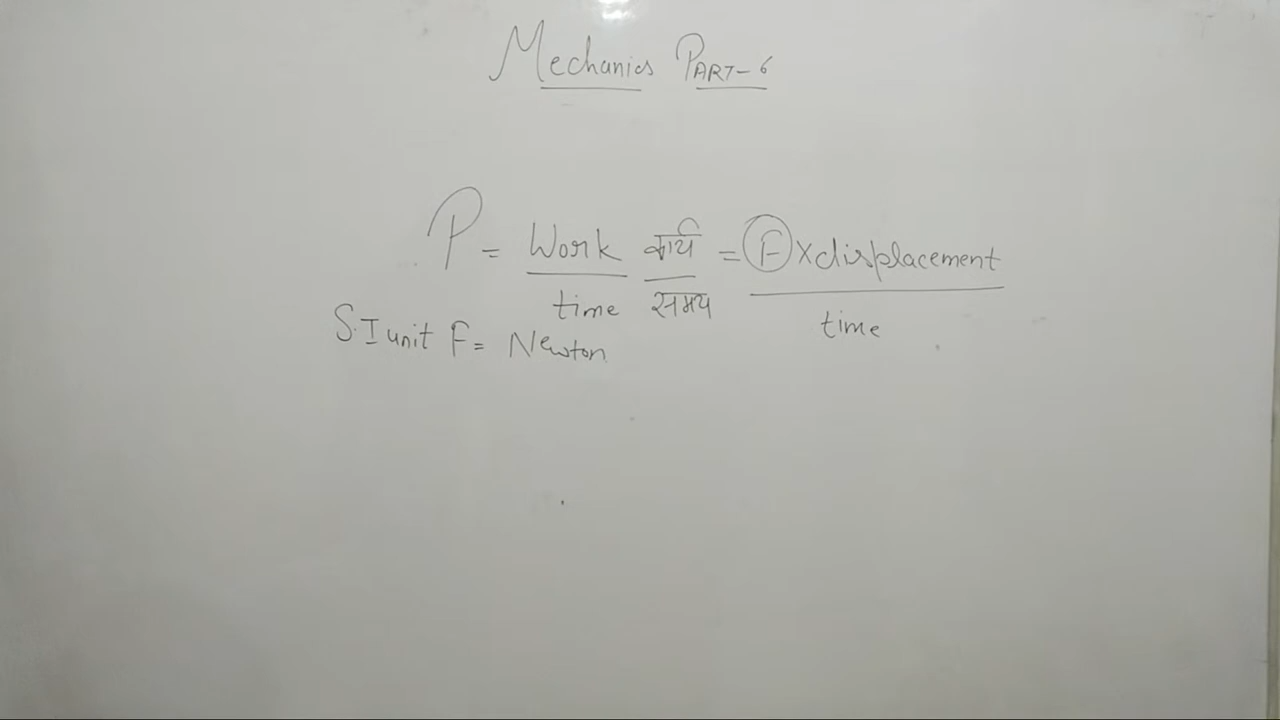 Mechanics PART-6
P = Work कार्य = F x displacement
time समय time
S.I unit F = Newton